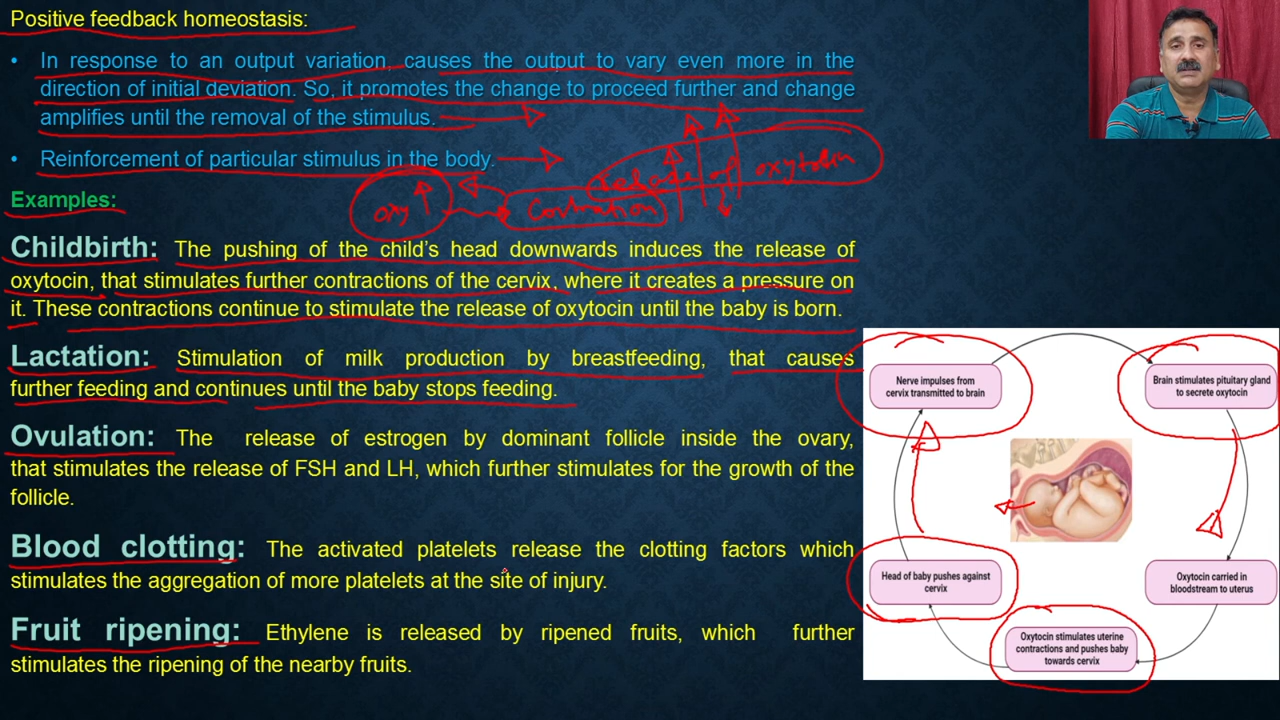 Positive feedback homeostasis:
• In response to an output variation, causes the output to vary even more in the
direction of initial deviation. So, it promotes the change to proceed further and change
amplifies until the removal of the stimulus.
• Reinforcement of particular stimulus in the body.
release of oxytocin
oxy ↑
Contraction
Examples:
Childbirth: The pushing of the child's head downwards induces the release of
oxytocin, that stimulates further contractions of the cervix, where it creates a pressure on
it. These contractions continue to stimulate the release of oxytocin until the baby is born.
Lactation: Stimulation of milk production by breastfeeding, that causes
further feeding and continues until the baby stops feeding.
Ovulation: The release of estrogen by dominant follicle inside the ovary,
that stimulates the release of FSH and LH, which further stimulates for the growth of the
follicle.
Blood clotting: The activated platelets release the clotting factors which
stimulates the aggregation of more platelets at the site of injury.
Fruit ripening: Ethylene is released by ripened fruits, which further
stimulates the ripening of the nearby fruits.
Nerve impulses from
cervix transmitted to brain
Brain stimulates pituitary gland
to secrete oxytocin
Head of baby pushes against
cervix
Oxytocin carried in
bloodstream to uterus
Oxytocin stimulates uterine
contractions and pushes baby
towards cervix